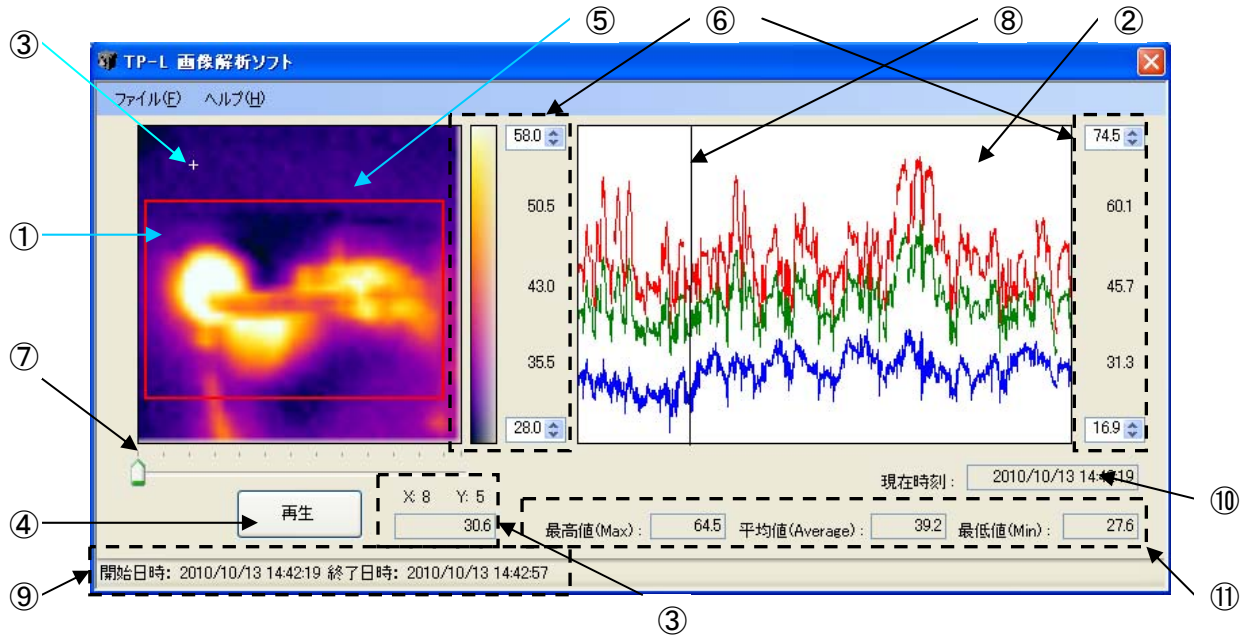 ⑤ ⑥ ⑧ ②
③
TP-L 画像解析ソフト
ファイル(F) ヘルプ(H)
58.0 74.5
50.5 60.1
①
43.0 45.7
35.5 31.3
⑦
28.0 16.9
現在時刻 : 2010/10/13 14:42:19
⑩
X: 8 Y: 5
④ 再生
30.6 最高値(Max) : 64.5 平均値(Average) : 39.2 最低値(Min) : 27.6
開始日時: 2010/10/13 14:42:19 終了日時: 2010/10/13 14:42:57
⑨ ⑪
③